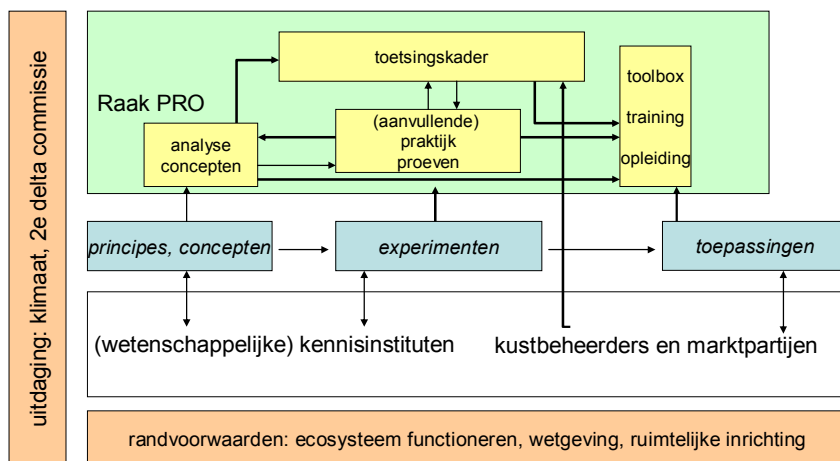 uitdaging: klimaat, 2e delta commissie
Raak PRO
toetsingskader
toolbox
training
opleiding
(aanvullende)
praktijk
proeven
analyse
concepten
principes, concepten
experimenten
toepassingen
(wetenschappelijke) kennisinstituten
kustbeheerders en marktpartijen
randvoorwaarden: ecosysteem functioneren, wetgeving, ruimtelijke inrichting